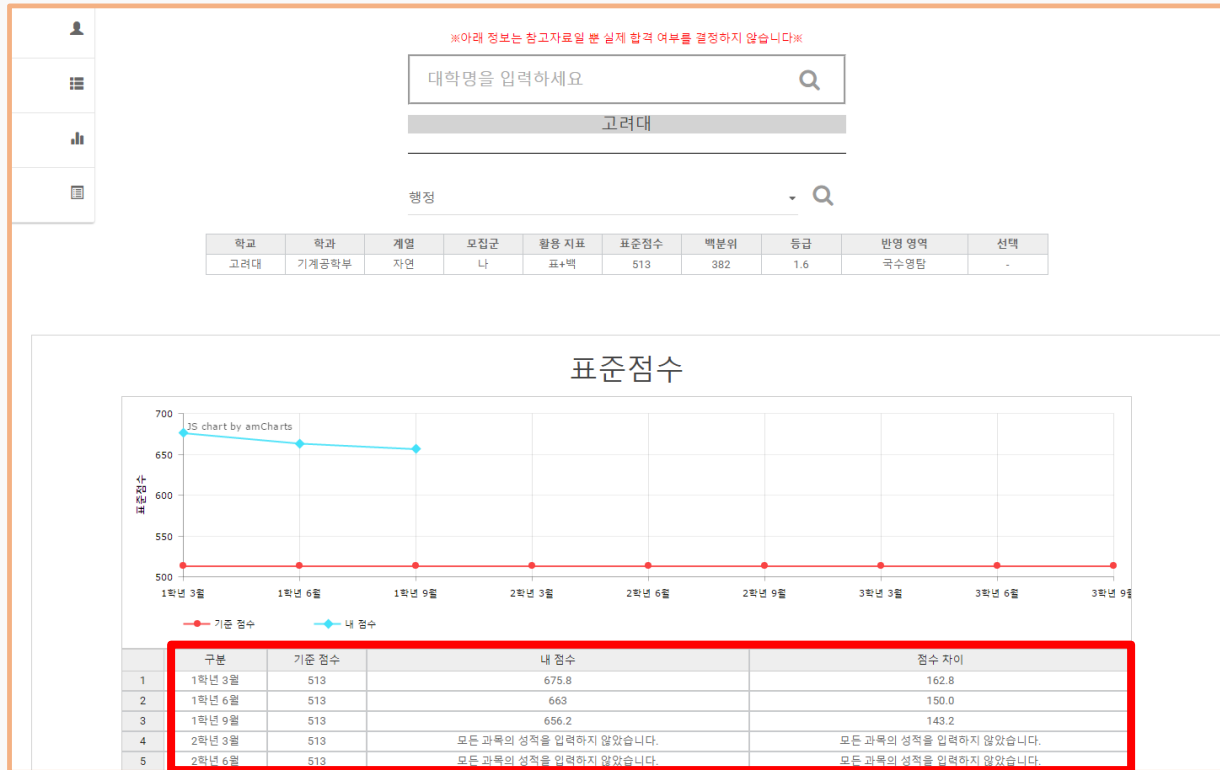 ※아래 정보는 참고자료일 뿐 실제 합격 여부를 결정하지 않습니다※
대학명을 입력하세요
고려대
행정
학교 학과 계열 모집군 활용 지표 표준점수 백분위 등급 반영 영역 선택
고려대 기계공학부 자연 나 표+백 513 382 1.6 국수영탐 -
표준점수
JS chart by amCharts
표준점수
700
650
600
550
500
1학년 3월 1학년 6월 1학년 9월 2학년 3월 2학년 6월 2학년 9월 3학년 3월 3학년 6월 3학년 9월
기준 점수 내 점수
구분 기준 점수 내 점수 점수 차이
1 1학년 3월 513 675.8 162.8
2 1학년 6월 513 663 150.0
3 1학년 9월 513 656.2 143.2
4 2학년 3월 513 모든 과목의 성적을 입력하지 않았습니다. 모든 과목의 성적을 입력하지 않았습니다.
5 2학년 6월 513 모든 과목의 성적을 입력하지 않았습니다. 모든 과목의 성적을 입력하지 않았습니다.